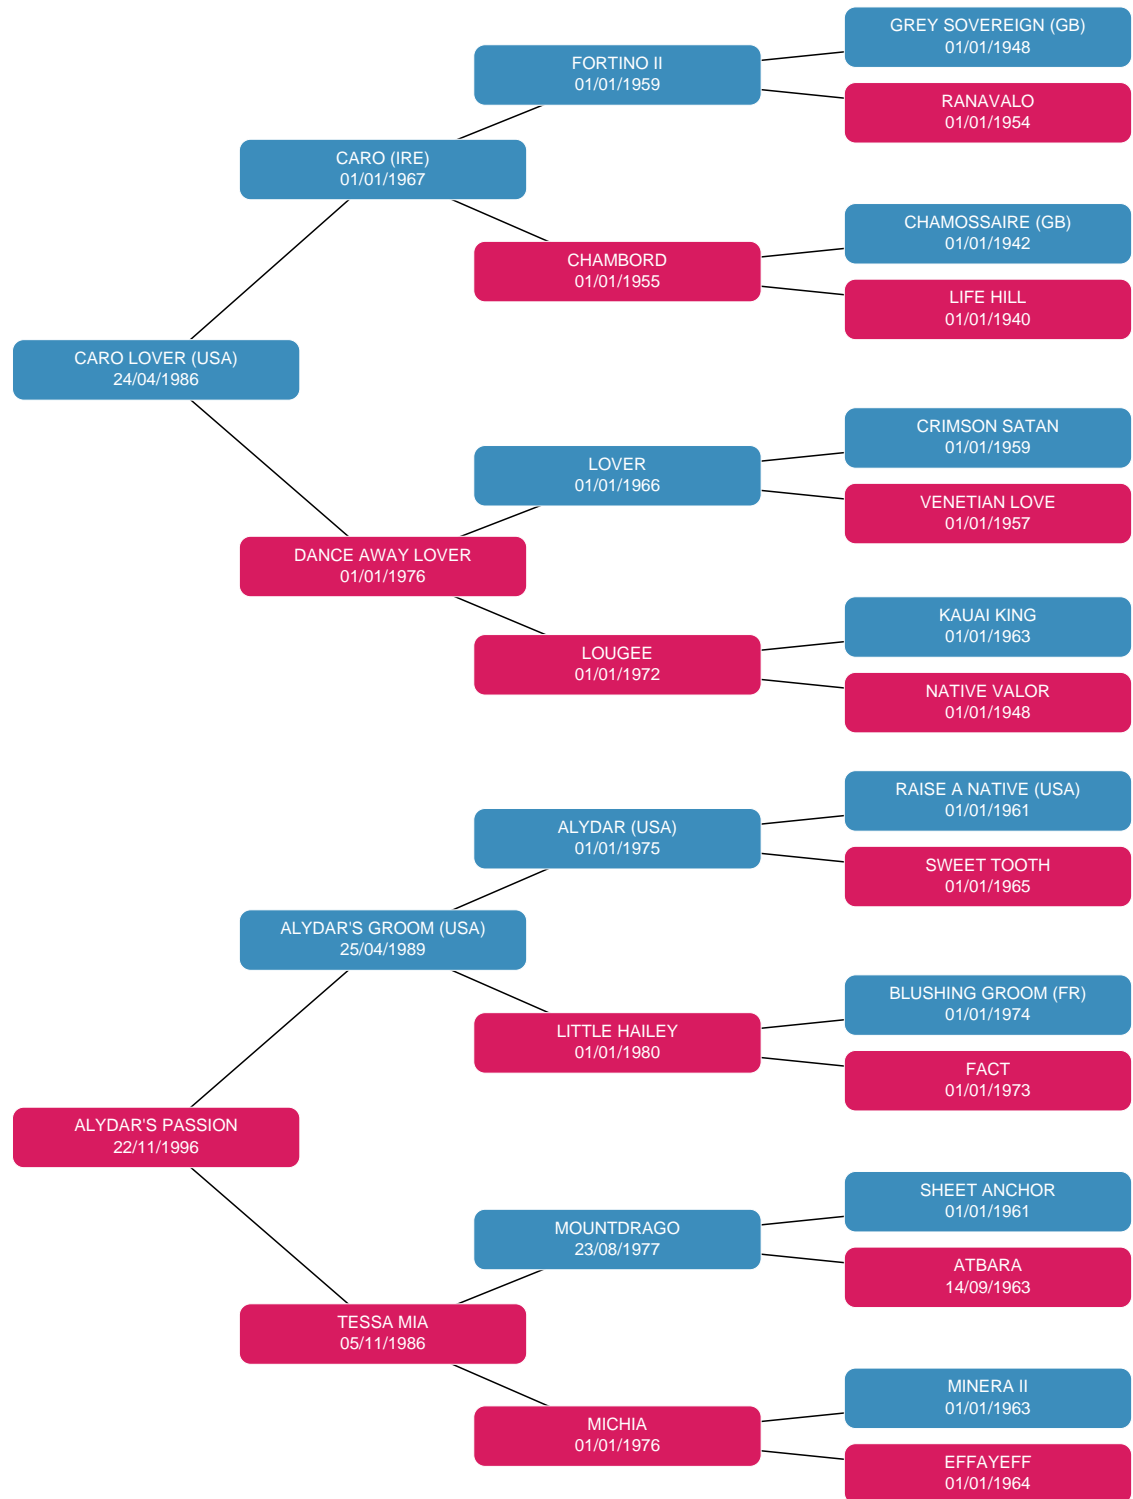 GREY SOVEREIGN (GB)
01/01/1948
FORTINO II
01/01/1959
RANAVALO
01/01/1954
CARO (IRE)
01/01/1967
CHAMOSSAIRE (GB)
01/01/1942
CHAMBORD
01/01/1955
LIFE HILL
01/01/1940
CARO LOVER (USA)
24/04/1986
CRIMSON SATAN
01/01/1959
LOVER
01/01/1966
VENETIAN LOVE
01/01/1957
DANCE AWAY LOVER
01/01/1976
KAUAI KING
01/01/1963
LOUGEE
01/01/1972
NATIVE VALOR
01/01/1948
RAISE A NATIVE (USA)
01/01/1961
ALYDAR (USA)
01/01/1975
SWEET TOOTH
01/01/1965
ALYDAR'S GROOM (USA)
25/04/1989
BLUSHING GROOM (FR)
01/01/1974
LITTLE HAILEY
01/01/1980
FACT
01/01/1973
ALYDAR'S PASSION
22/11/1996
SHEET ANCHOR
01/01/1961
MOUNTDRAGO
23/08/1977
ATBARA
14/09/1963
TESSA MIA
05/11/1986
MINERA II
01/01/1963
MICHIA
01/01/1976
EFFAYEFF
01/01/1964